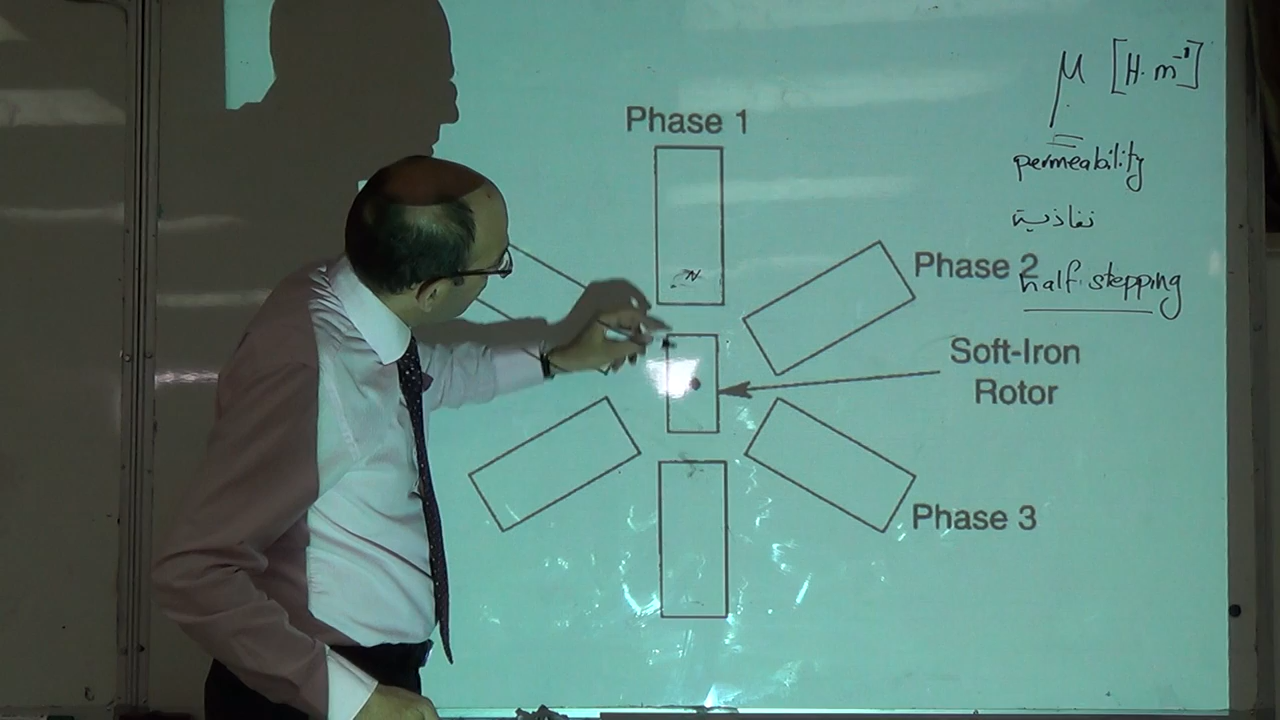 Phase 1
Phase 2
Soft-Iron
Rotor
Phase 3
N
μ [H·m⁻¹]
permeability
نفاذية
half stepping